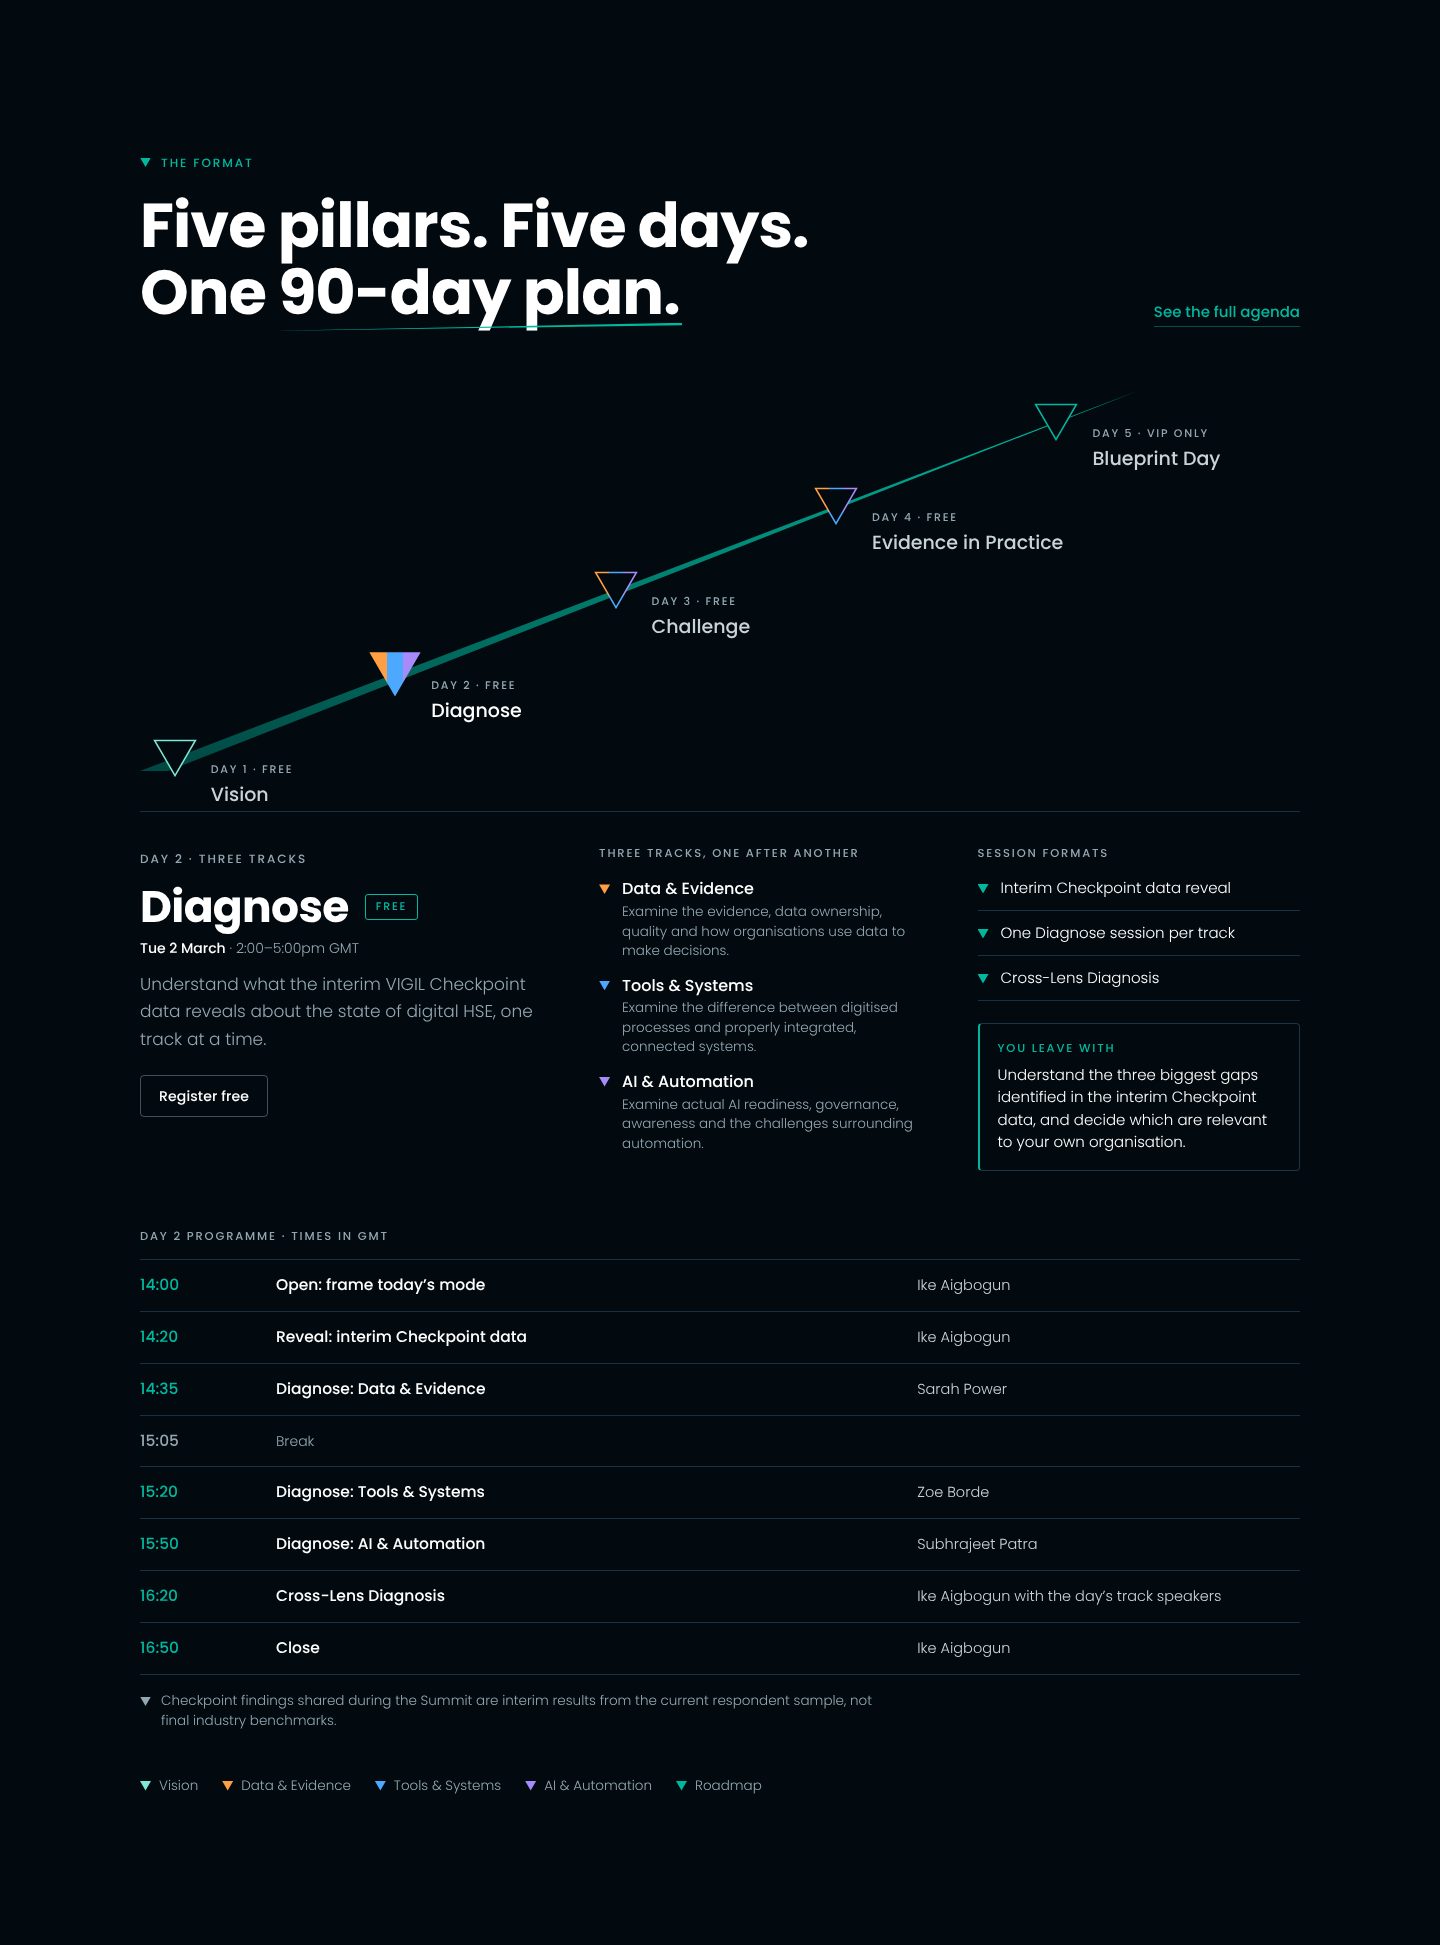 THE FORMAT
Five pillars. Five days.
One 90-day plan.
See the full agenda
DAY 5 · VIP ONLY
Blueprint Day
DAY 4 · FREE
Evidence in Practice
DAY 3 · FREE
Challenge
DAY 2 · FREE
Diagnose
DAY 1 · FREE
Vision
DAY 2 · THREE TRACKS
Diagnose FREE
Tue 2 March · 2:00–5:00pm GMT
Understand what the interim VIGIL Checkpoint
data reveals about the state of digital HSE, one
track at a time.
Register free
THREE TRACKS, ONE AFTER ANOTHER
Data & Evidence
Examine the evidence, data ownership,
quality and how organisations use data to
make decisions.
Tools & Systems
Examine the difference between digitised
processes and properly integrated,
connected systems.
AI & Automation
Examine actual AI readiness, governance,
awareness and the challenges surrounding
automation.
SESSION FORMATS
Interim Checkpoint data reveal
One Diagnose session per track
Cross-Lens Diagnosis
YOU LEAVE WITH
Understand the three biggest gaps
identified in the interim Checkpoint
data, and decide which are relevant
to your own organisation.
DAY 2 PROGRAMME · TIMES IN GMT
14:00 Open: frame today’s mode Ike Aigbogun
14:20 Reveal: interim Checkpoint data Ike Aigbogun
14:35 Diagnose: Data & Evidence Sarah Power
15:05 Break
15:20 Diagnose: Tools & Systems Zoe Borde
15:50 Diagnose: AI & Automation Subhrajeet Patra
16:20 Cross-Lens Diagnosis Ike Aigbogun with the day’s track speakers
16:50 Close Ike Aigbogun
Checkpoint findings shared during the Summit are interim results from the current respondent sample, not
final industry benchmarks.
Vision Data & Evidence Tools & Systems AI & Automation Roadmap